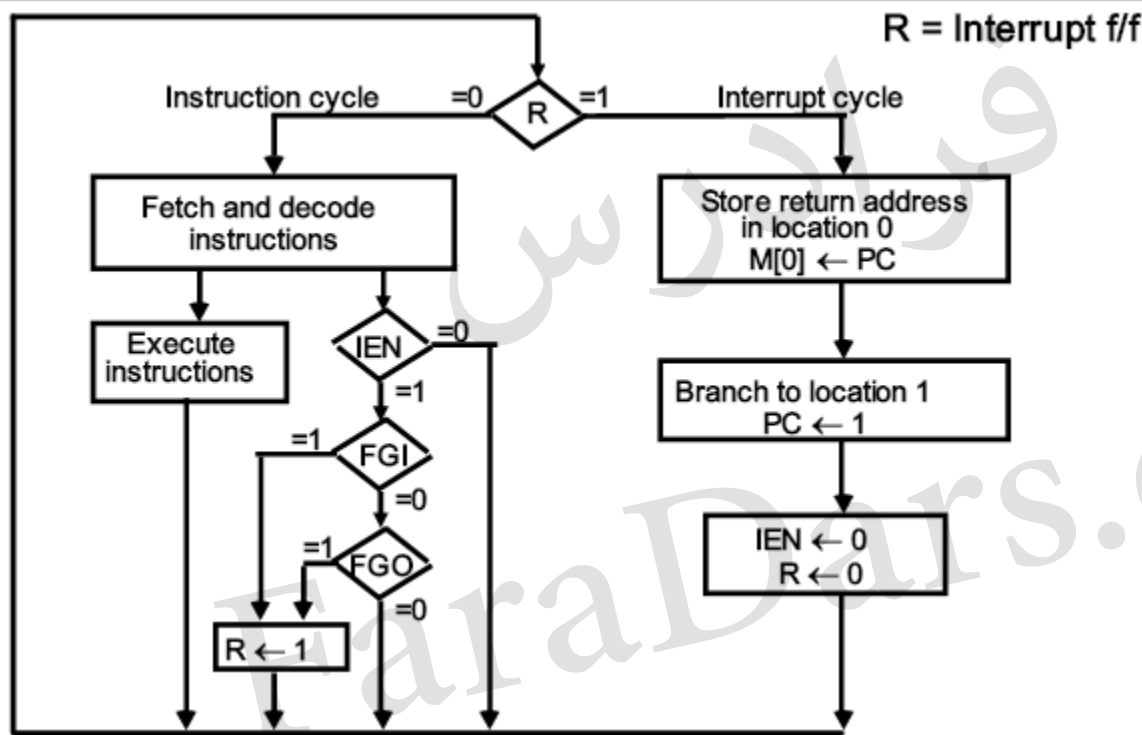 R = Interrupt f/f
Instruction cycle
=0
R
=1
Interrupt cycle
Fetch and decode
instructions
Store return address
in location 0
M[0] ← PC
Execute
instructions
IEN
=0
=1
Branch to location 1
PC ← 1
=1
FGI
=0
=1
FGO
=0
IEN ← 0
R ← 0
R ← 1
فرادرس
FaraDars.